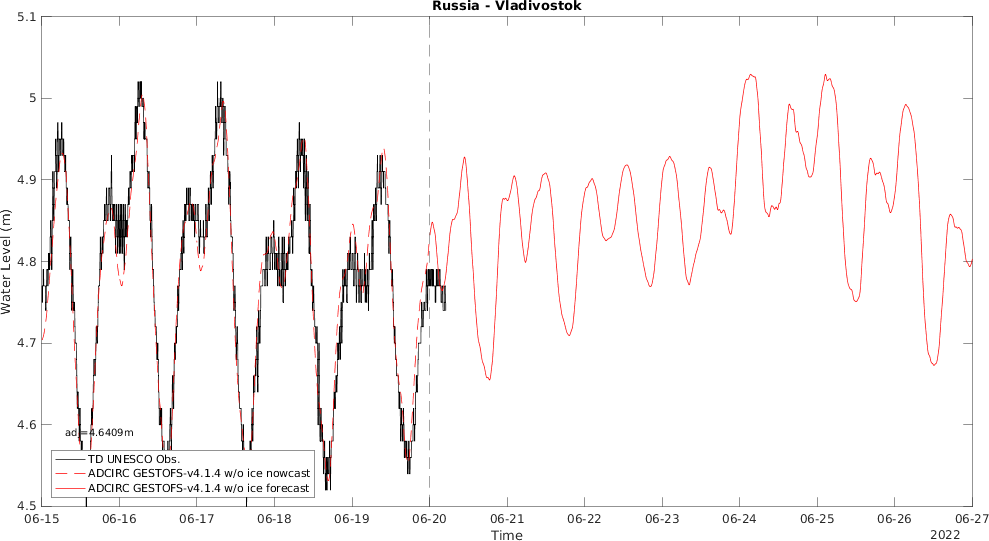 Russia - Vladivostok
5.1
5
4.9
4.8
4.7
4.6
4.5
Water Level (m)
adj=4.6409m
TD UNESCO Obs.
ADCIRC GESTOFS-v4.1.4 w/o ice nowcast
ADCIRC GESTOFS-v4.1.4 w/o ice forecast
06-15 06-16 06-17 06-18 06-19 06-20 06-21 06-22 06-23 06-24 06-25 06-26 06-27
Time
2022